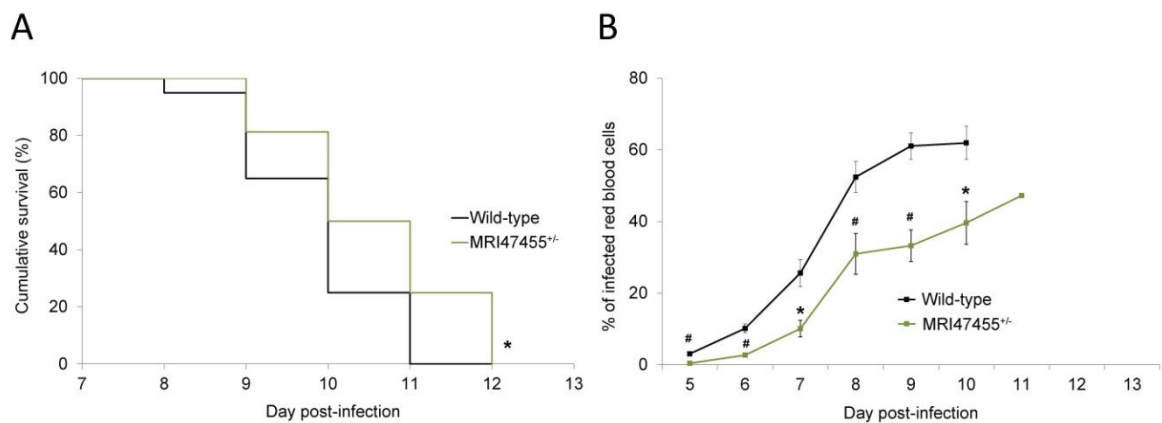 A
Cumulative survival (%)
100
80
60
40
20
0
7 8 9 10 11 12 13
Day post-infection
Wild-type
MRI47455+/-
*
B
% of infected red blood cells
80
60
40
20
0
5 6 7 8 9 10 11 12 13
Day post-infection
# # * # # *
Wild-type
MRI47455+/-